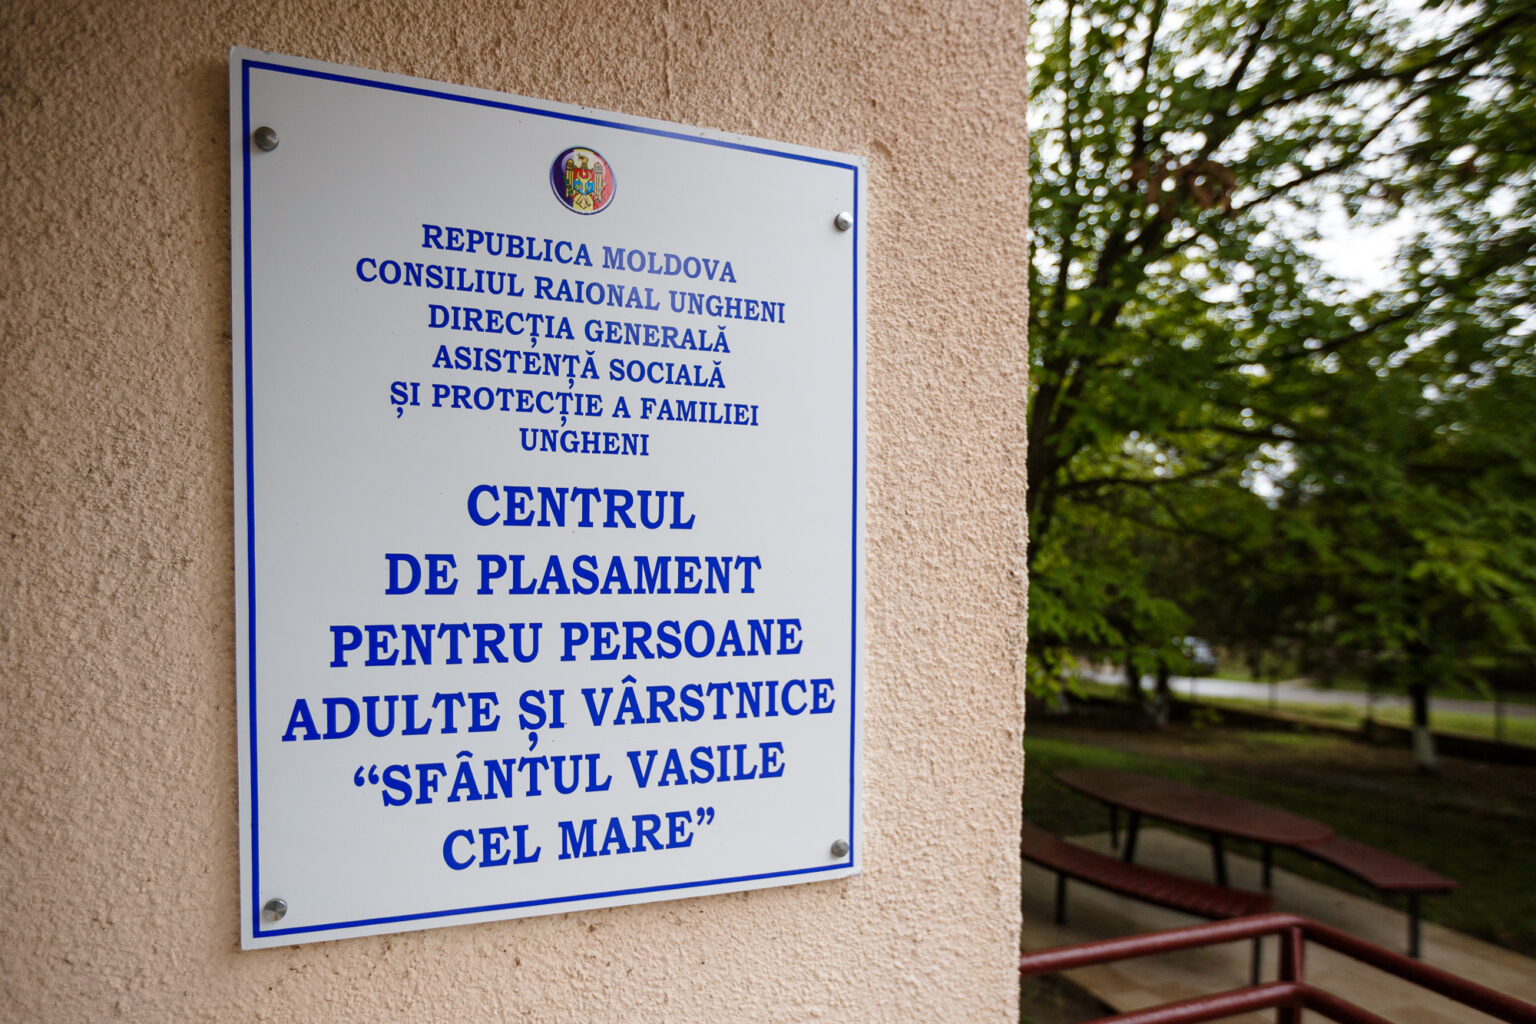 REPUBLICA MOLDOVA
CONSILIUL RAIONAL UNGHENI
DIRECȚIA GENERALĂ
ASISTENȚĂ SOCIALĂ
ȘI PROTECȚIE A FAMILIEI
UNGHENI
CENTRUL
DE PLASAMENT
PENTRU PERSOANE
ADULTE ȘI VÂRSTNICE
“SFÂNTUL VASILE
CEL MARE”